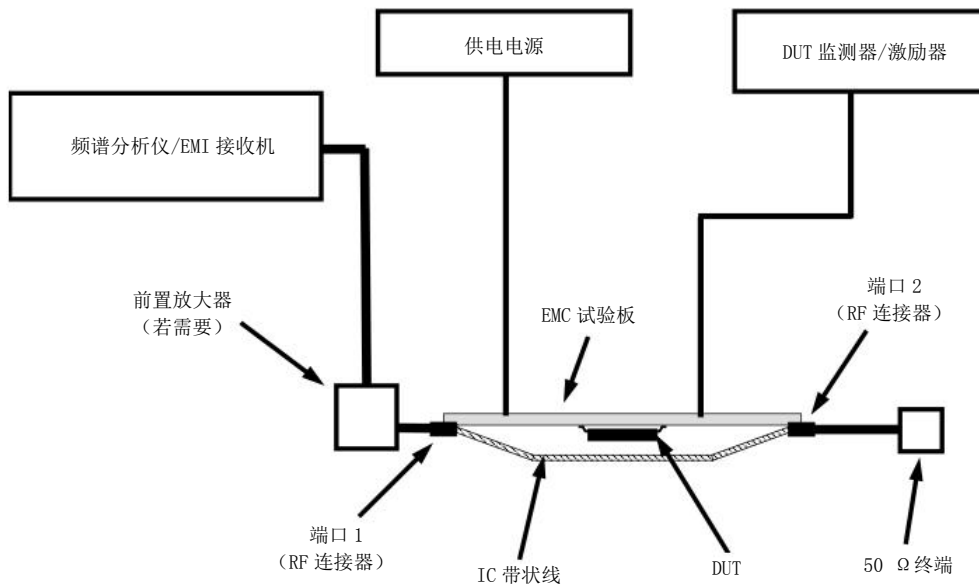 供电电源
DUT 监测器/激励器
频谱分析仪/EMI 接收机
前置放大器
（若需要）
EMC 试验板
端口 2
（RF 连接器）
端口 1
（RF 连接器）
IC 带状线
DUT
50 Ω 终端